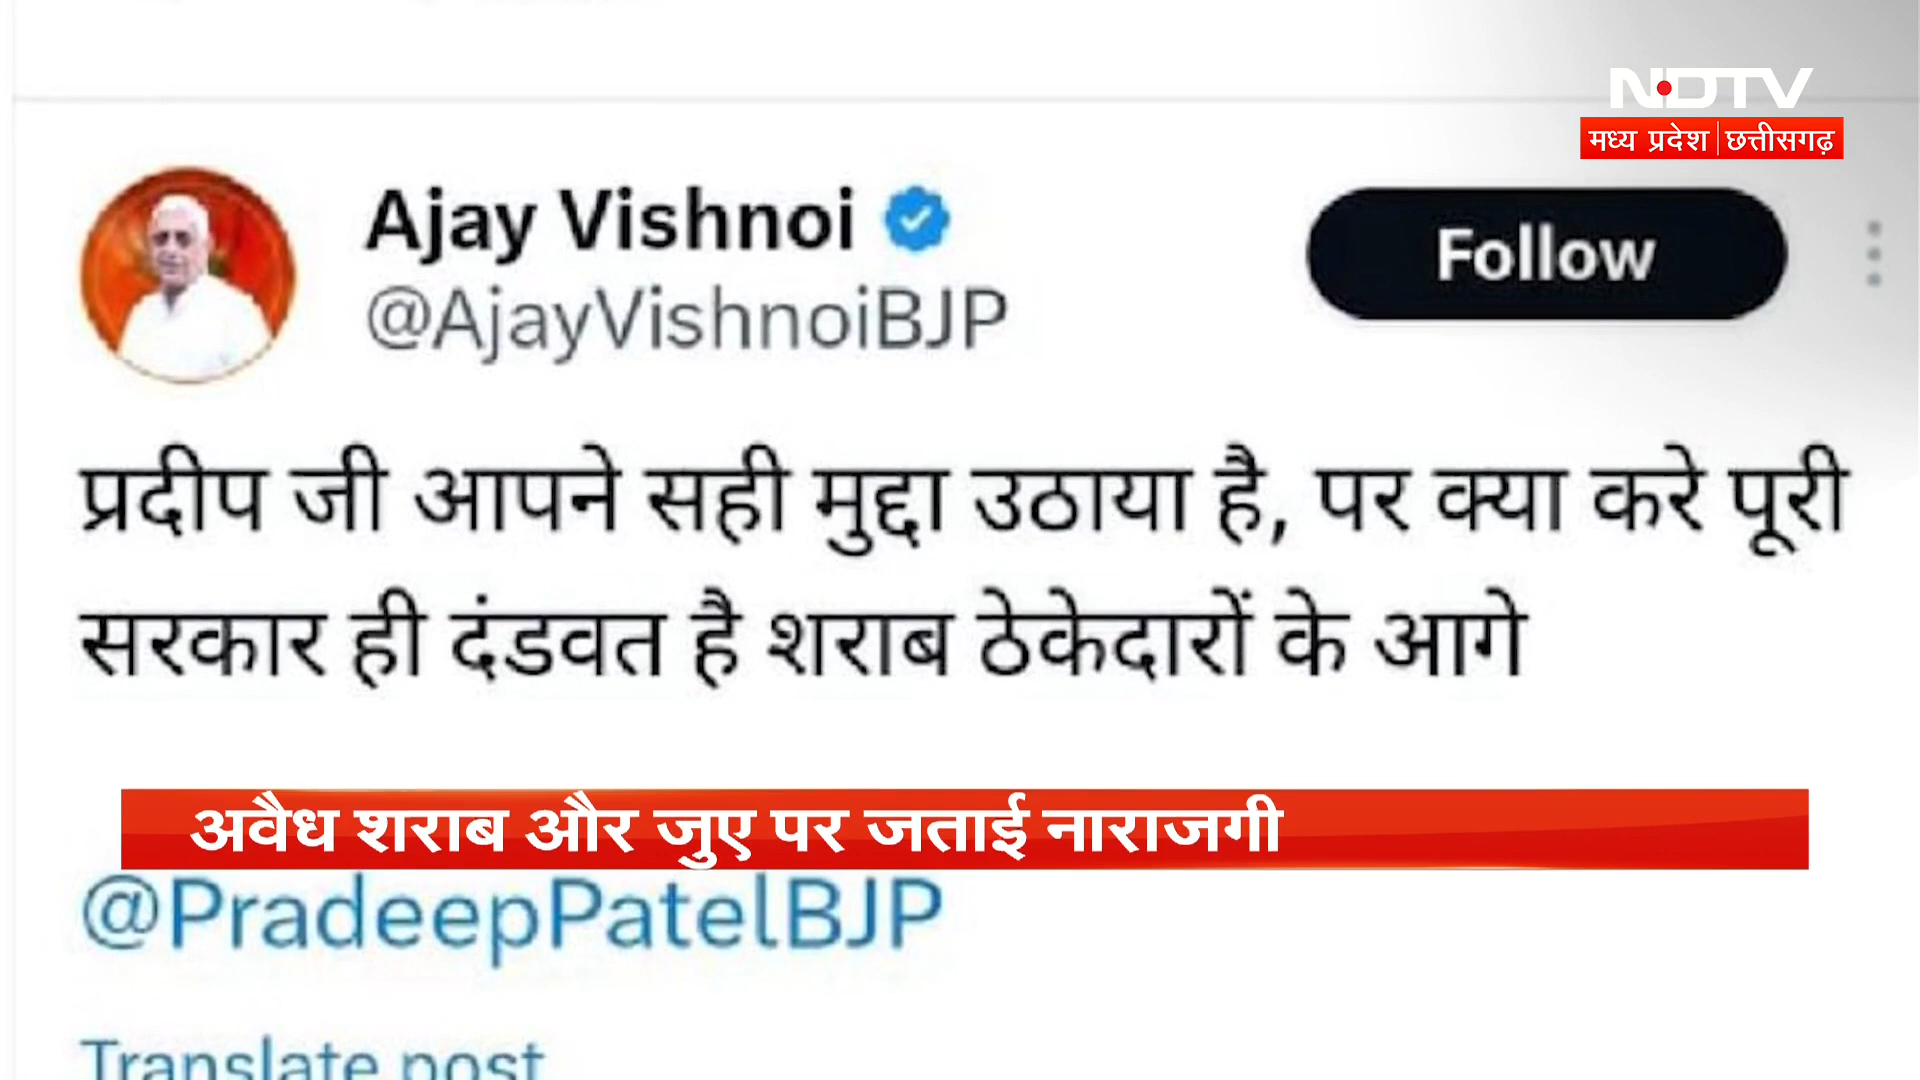 NDTV
मध्य प्रदेश छत्तीसगढ़
Ajay Vishnoi
@AjayVishnoiBJP
Follow
प्रदीप जी आपने सही मुद्दा उठाया है, पर क्या करे पूरी
सरकार ही दंडवत है शराब ठेकेदारों के आगे
अवैध शराब और जुए पर जताई नाराजगी
@PradeepPatelBJP
Translate post